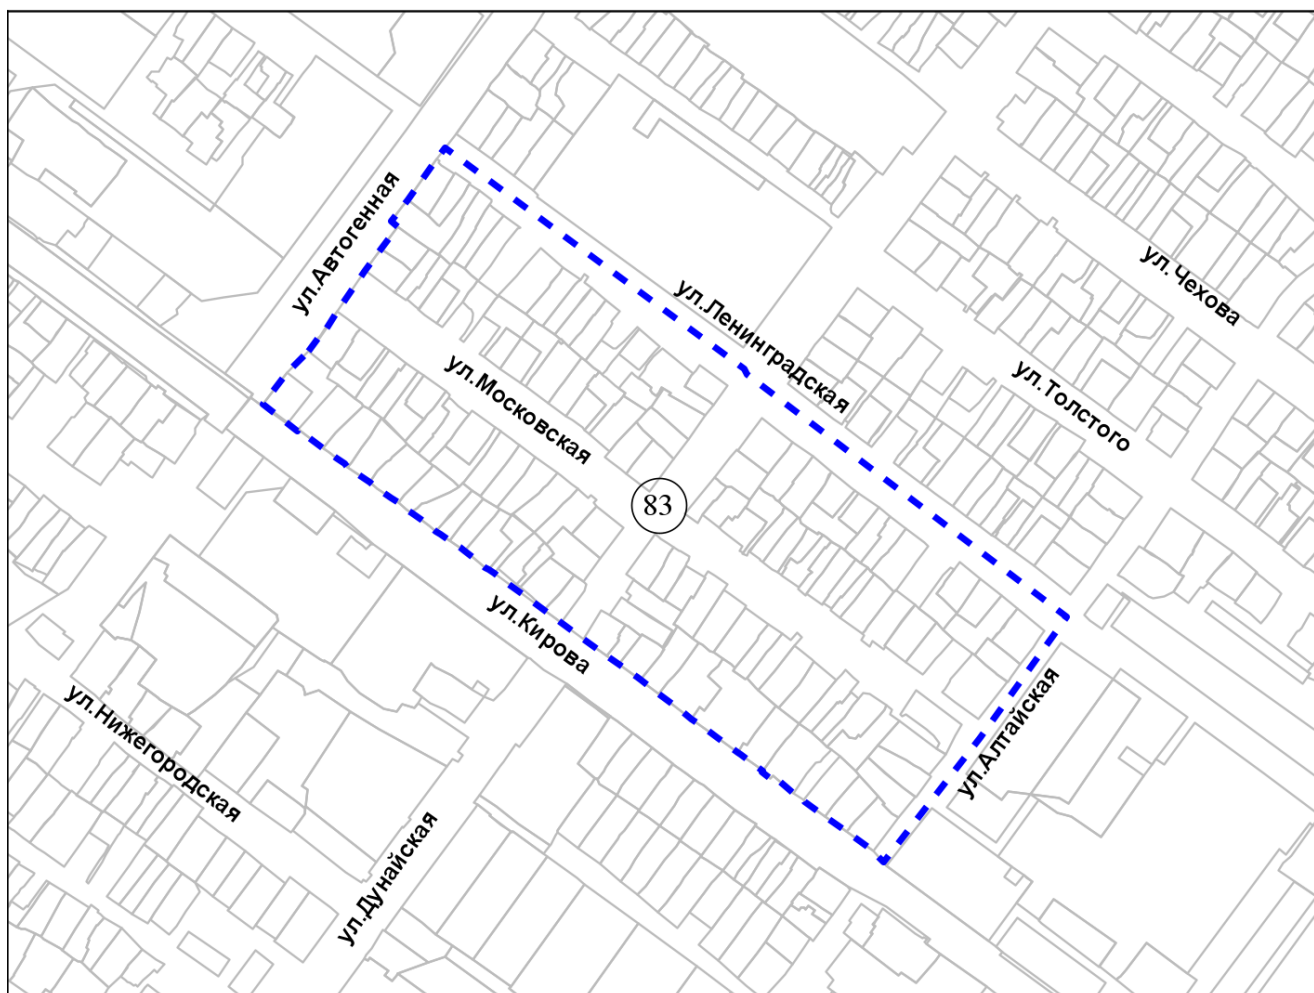 ул.Автогенная
ул.Чехова
ул.Ленинградская
ул.Толстого
ул.Московская
83
ул.Кирова
ул.Алтайская
ул.Нижегородская
ул.Дунайская